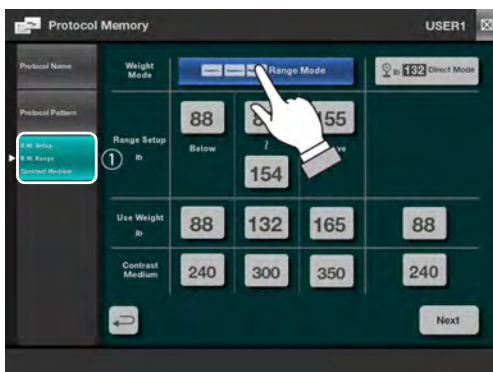 Protocol Memory USER1
Protocol Name
Weight Mode
Range Mode
lb 132 Direct Mode
Protocol Pattern
B.W. Setup
B.W. Range
Contrast Medium
①
Range Setup
lb
88
Below
~
154
155
Use Weight
lb
88 132 165 88
Contrast Medium
240 300 350 240
Next